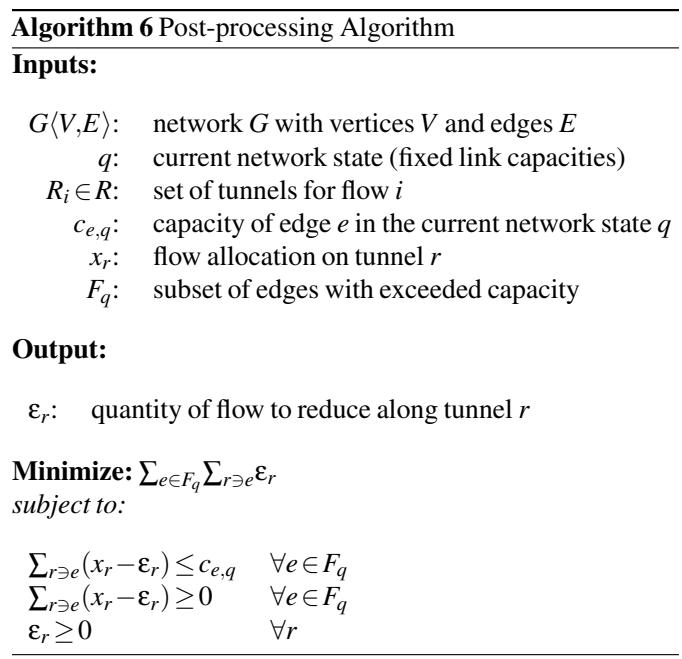 Algorithm 6 Post-processing Algorithm
Inputs:
G⟨V,E⟩: network G with vertices V and edges E
q: current network state (fixed link capacities)
R_i ∈ R: set of tunnels for flow i
c_{e,q}: capacity of edge e in the current network state q
x_r: flow allocation on tunnel r
F_q: subset of edges with exceeded capacity
Output:
ε_r: quantity of flow to reduce along tunnel r
Minimize: ∑_{e∈F_q} ∑_{r∋e} ε_r
subject to:
∑_{r∋e}(x_r − ε_r) ≤ c_{e,q} ∀e ∈ F_q
∑_{r∋e}(x_r − ε_r) ≥ 0 ∀e ∈ F_q
ε_r ≥ 0 ∀r